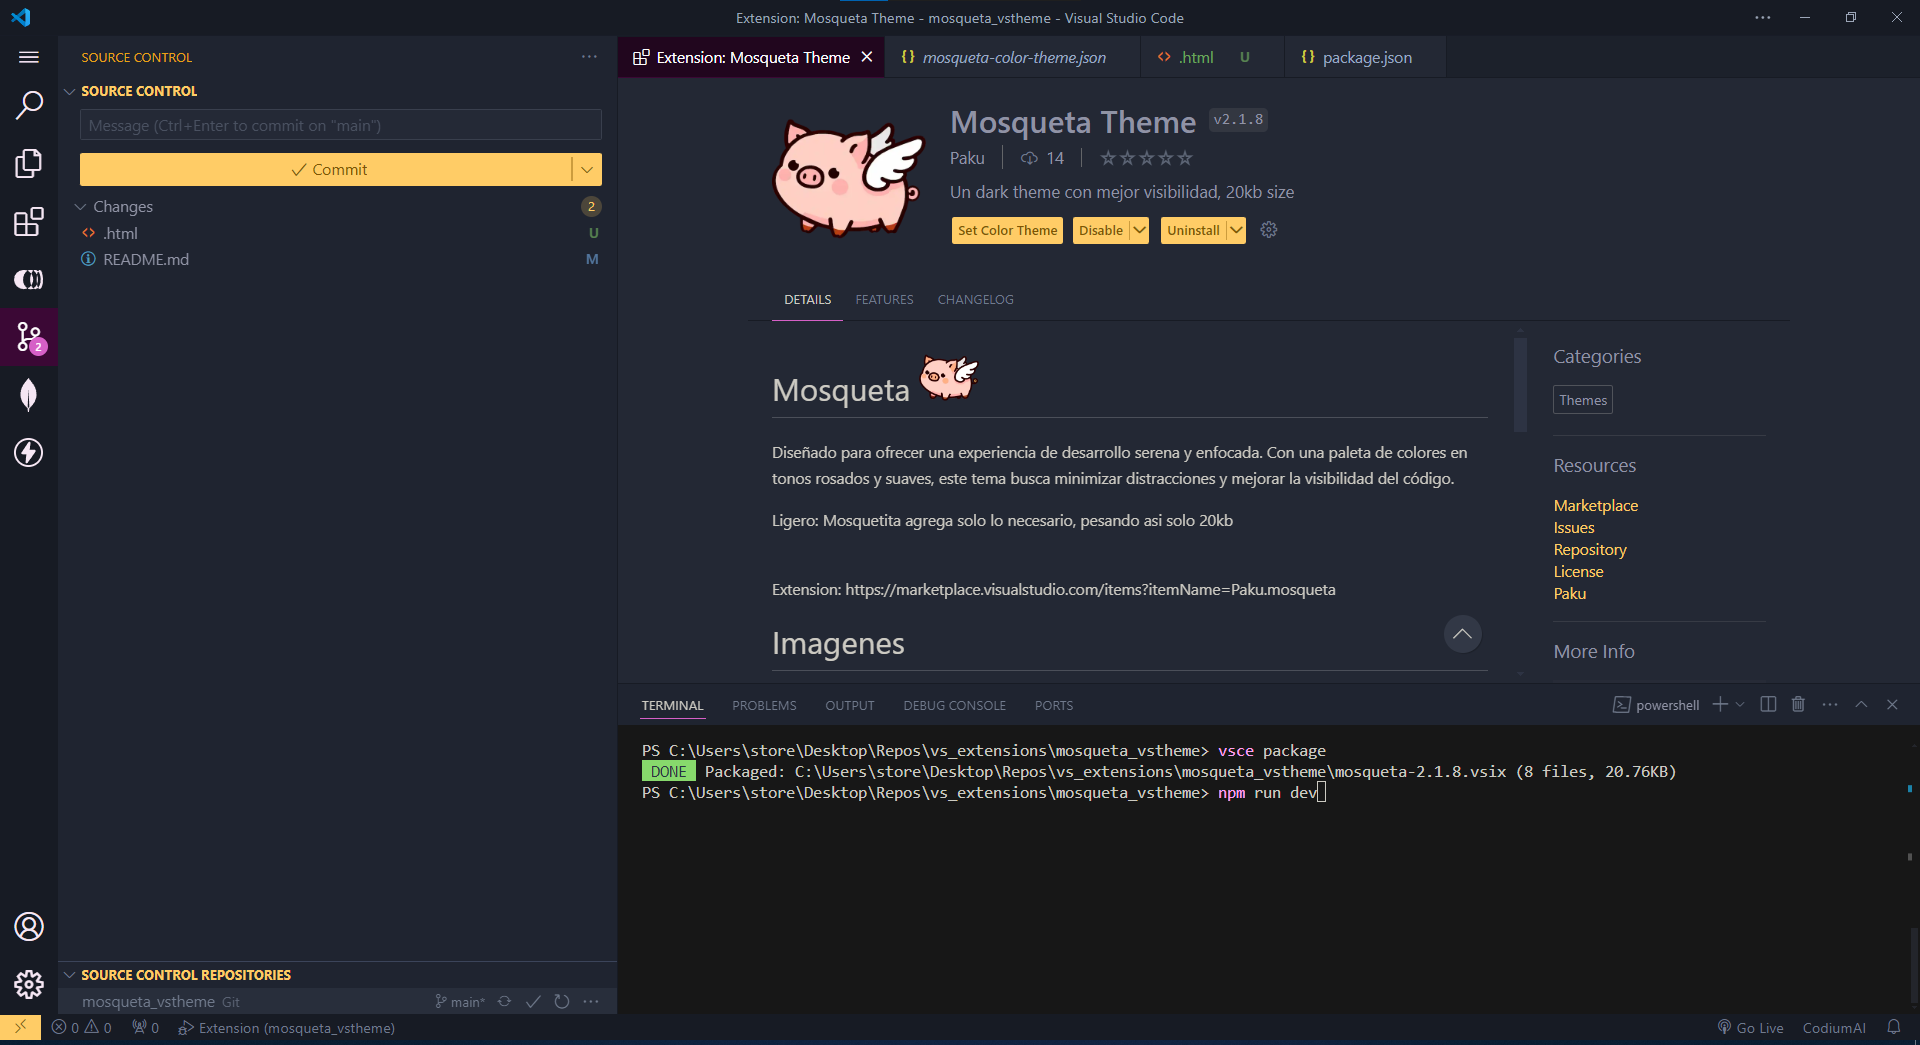 Extension: Mosqueta Theme - mosqueta_vstheme - Visual Studio Code
SOURCE CONTROL
SOURCE CONTROL
Message (Ctrl+Enter to commit on "main")
Commit
Changes 2
.html U
README.md M
2
SOURCE CONTROL REPOSITORIES
mosqueta_vstheme Git main*
Extension: Mosqueta Theme
mosqueta-color-theme.json
.html U
package.json
Mosqueta Theme v2.1.8
Paku 14
Un dark theme con mejor visibilidad, 20kb size
Set Color Theme Disable Uninstall
DETAILS FEATURES CHANGELOG
Mosqueta
Diseñado para ofrecer una experiencia de desarrollo serena y enfocada. Con una paleta de colores en
tonos rosados y suaves, este tema busca minimizar distracciones y mejorar la visibilidad del código.
Ligero: Mosquetita agrega solo lo necesario, pesando asi solo 20kb
Extension: https://marketplace.visualstudio.com/items?itemName=Paku.mosqueta
Imagenes
Categories
Themes
Resources
Marketplace
Issues
Repository
License
Paku
More Info
TERMINAL PROBLEMS OUTPUT DEBUG CONSOLE PORTS
powershell
PS C:\Users\store\Desktop\Repos\vs_extensions\mosqueta_vstheme> vsce package
DONE Packaged: C:\Users\store\Desktop\Repos\vs_extensions\mosqueta_vstheme\mosqueta-2.1.8.vsix (8 files, 20.76KB)
PS C:\Users\store\Desktop\Repos\vs_extensions\mosqueta_vstheme> npm run dev
0 0 0 Extension (mosqueta_vstheme)
Go Live CodiumAI